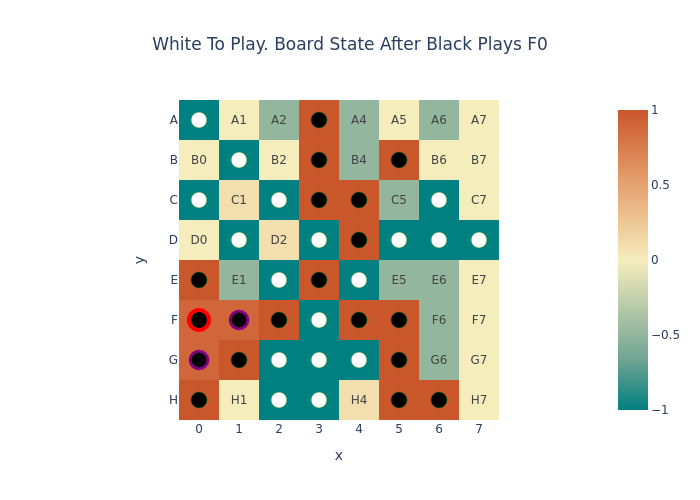 White To Play. Board State After Black Plays F0
A A1 A2 A4 A5 A6 A7
B B0 B2 B4 B6 B7
C C1 C5 C7
D D0 D2
E E1 E5 E6 E7
F F6 F7
G G6 G7
H H1 H4 H7
0 1 2 3 4 5 6 7
x
y
1
0.5
0
−0.5
−1